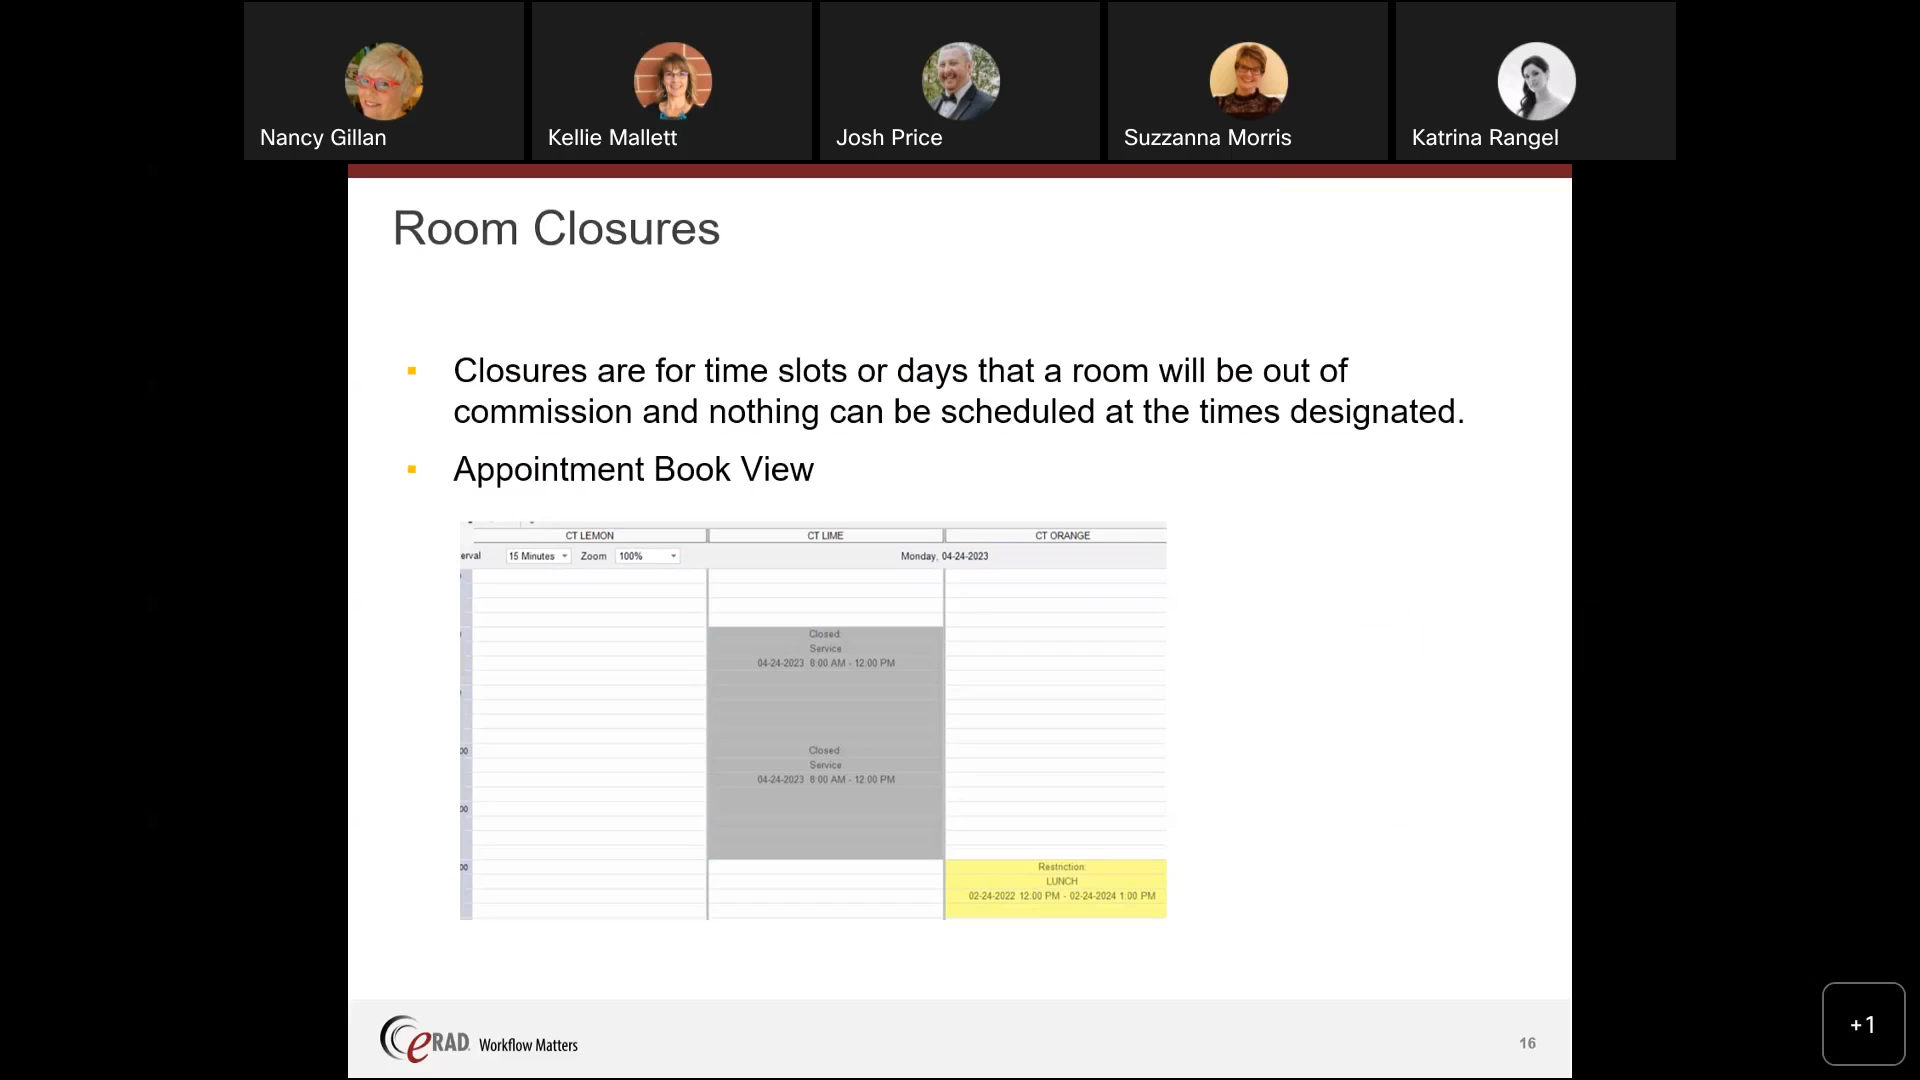 Nancy Gillan
Kellie Mallett
Josh Price
Suzzanna Morris
Katrina Rangel
Room Closures
Closures are for time slots or days that a room will be out of
commission and nothing can be scheduled at the times designated.
Appointment Book View
CT LEMON
CT LIME
CT ORANGE
erval 15 Minutes Zoom 100% Monday, 04-24-2023
Closed:
Service
04-24-2023 8:00 AM - 12:00 PM
00
Closed:
Service
04-24-2023 8:00 AM - 12:00 PM
00
00
Restriction:
LUNCH
02-24-2022 12:00 PM - 02-24-2024 1:00 PM
eRAD Workflow Matters
16
+1